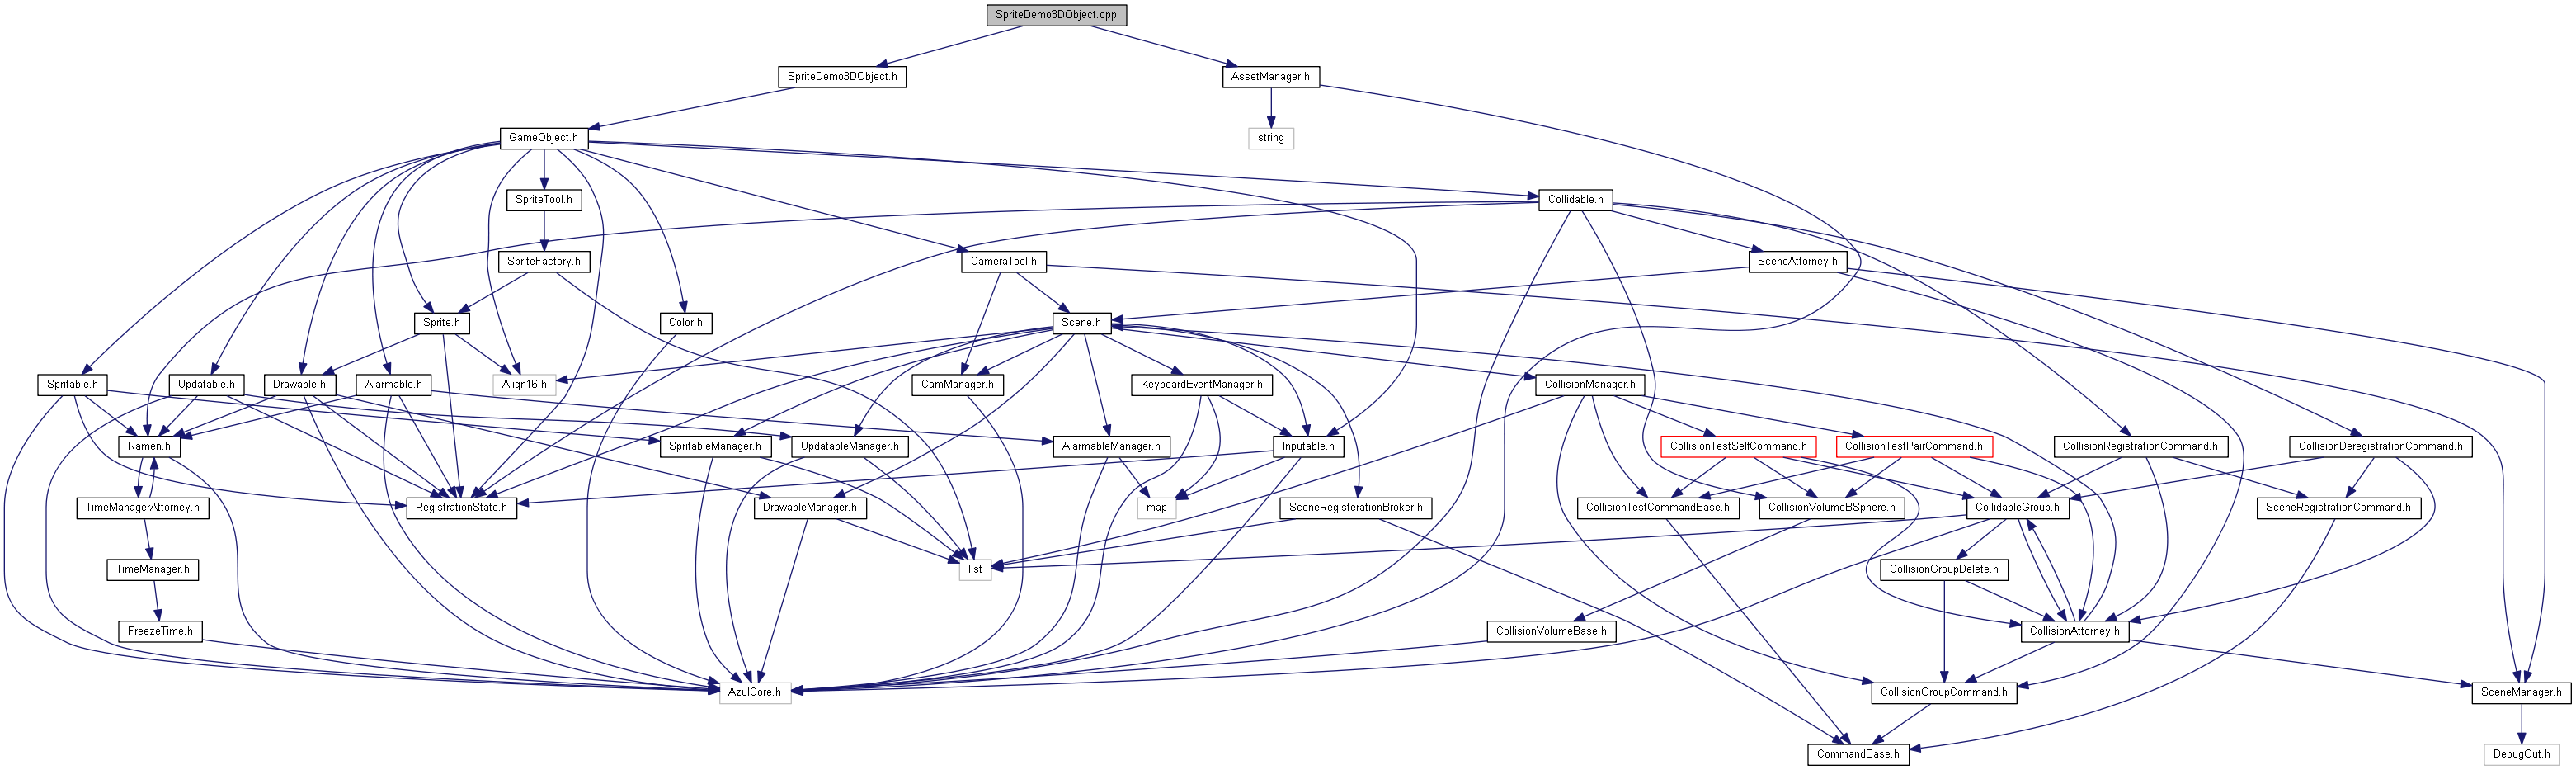 SpriteDemo3DObject.cpp
SpriteDemo3DObject.h
AssetManager.h
GameObject.h
string
SpriteTool.h
Collidable.h
SpriteFactory.h
CameraTool.h
SceneAttorney.h
Sprite.h
Color.h
Scene.h
Spritable.h
Updatable.h
Drawable.h
Alarmable.h
Align16.h
CamManager.h
KeyboardEventManager.h
CollisionManager.h
Ramen.h
SpritableManager.h
UpdatableManager.h
AlarmableManager.h
Inputable.h
CollisionTestSelfCommand.h
CollisionTestPairCommand.h
CollisionRegistrationCommand.h
CollisionDeregistrationCommand.h
TimeManagerAttorney.h
RegistrationState.h
DrawableManager.h
map
SceneRegisterationBroker.h
CollisionTestCommandBase.h
CollisionVolumeBSphere.h
CollidableGroup.h
SceneRegistrationCommand.h
TimeManager.h
list
CollisionGroupDelete.h
FreezeTime.h
CollisionVolumeBase.h
CollisionAttorney.h
AzulCore.h
CollisionGroupCommand.h
SceneManager.h
CommandBase.h
DebugOut.h